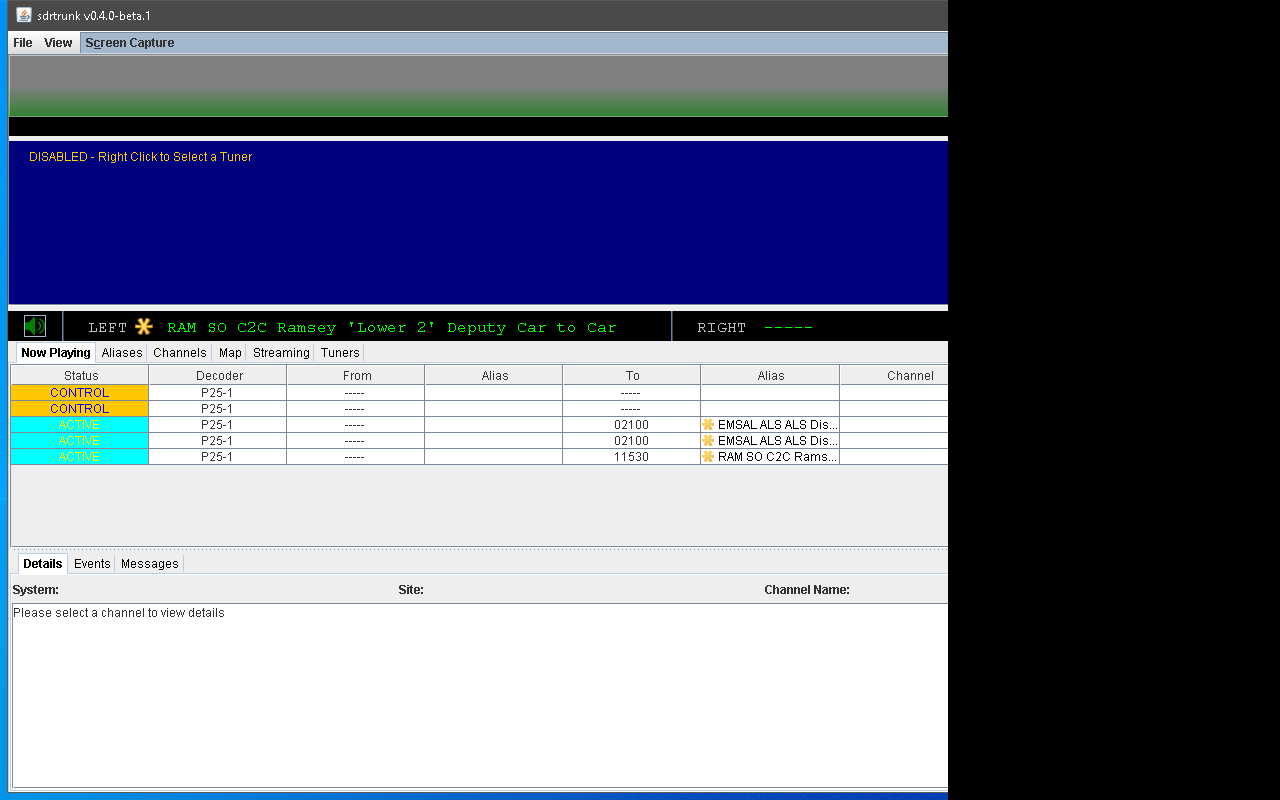 sdrtrunk v0.4.0-beta.1
File View Screen Capture
DISABLED - Right Click to Select a Tuner
LEFT RAM SO C2C Ramsey 'Lower 2' Deputy Car to Car RIGHT -----
Now Playing Aliases Channels Map Streaming Tuners
Status Decoder From Alias To Alias Channel
CONTROL P25-1 ----- -----
CONTROL P25-1 ----- -----
ACTIVE P25-1 ----- 02100 EMSAL ALS ALS Dis...
ACTIVE P25-1 ----- 02100 EMSAL ALS ALS Dis...
ACTIVE P25-1 ----- 11530 RAM SO C2C Rams...
Details Events Messages
System: Site: Channel Name:
Please select a channel to view details